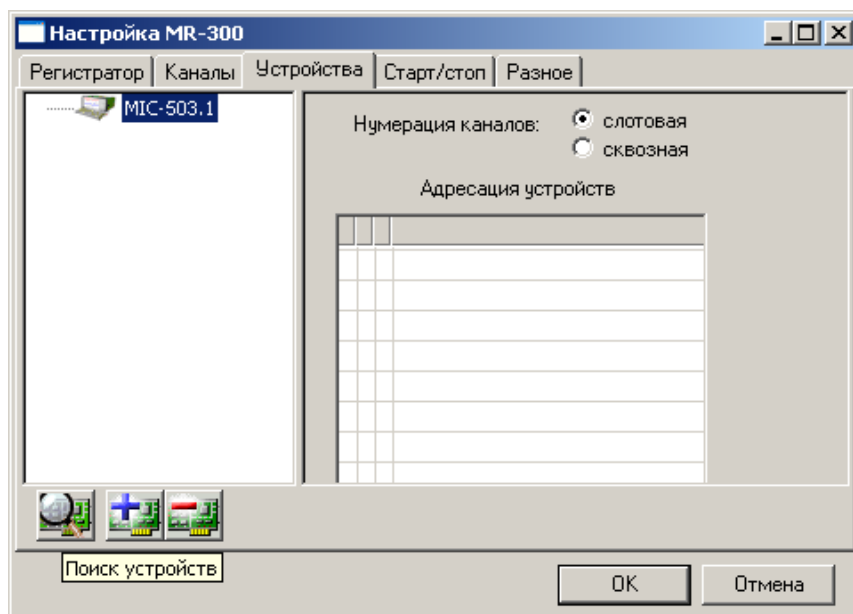 Настройка MR-300
Регистратор Каналы Устройства Старт/стоп Разное
MIC-503.1
Нумерация каналов:
слотовая
сквозная
Адресация устройств
Поиск устройств
OK
Отмена